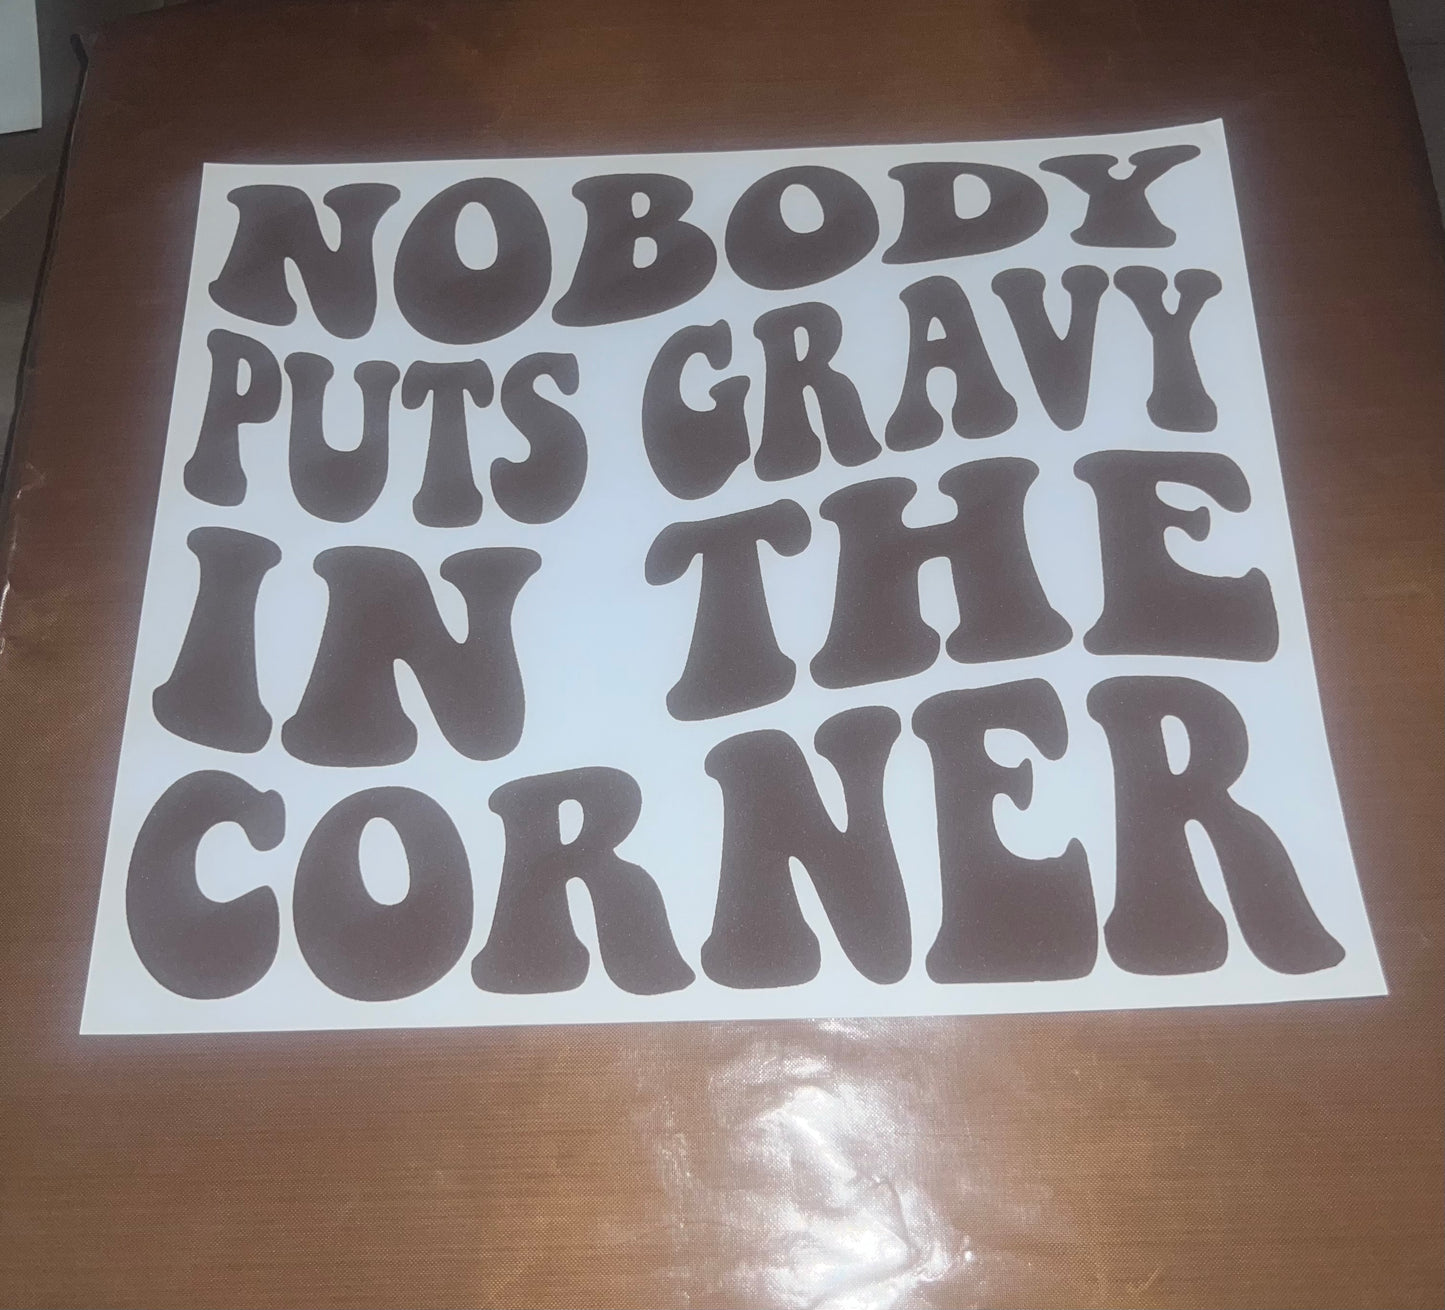 NOBODY
PUTS GRAVY
IN THE
CORNER